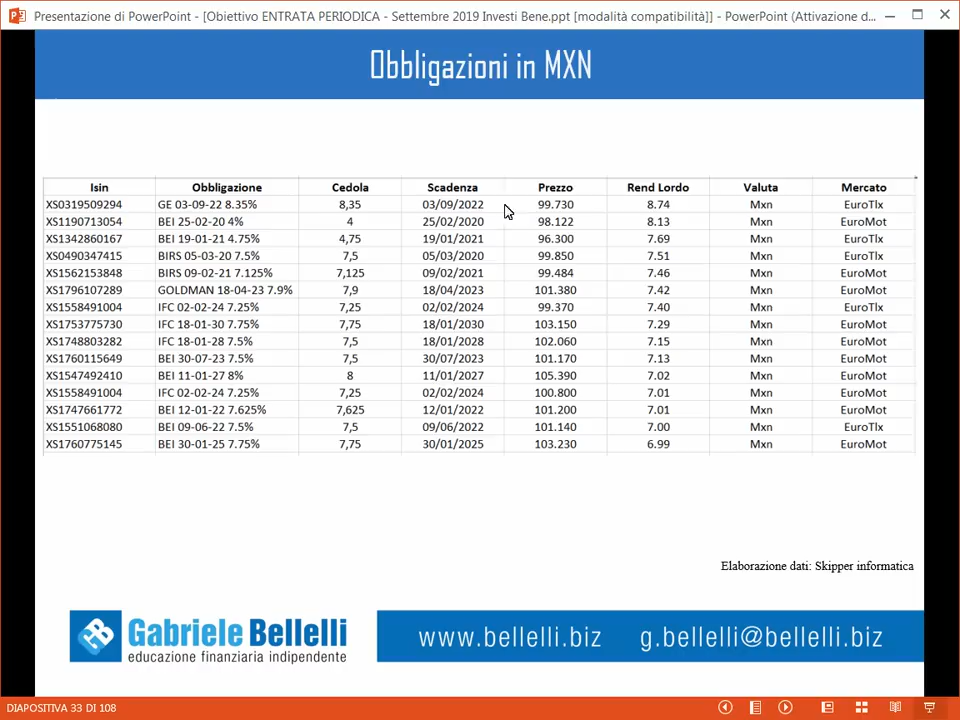 Presentazione di PowerPoint - [Obiettivo ENTRATA PERIODICA - Settembre 2019 Investi Bene.ppt [modalità compatibilità]] - PowerPoint (Attivazione d...
Obbligazioni in MXN
Isin Obbligazione Cedola Scadenza Prezzo Rend Lordo Valuta Mercato
XS0319509294 GE 03-09-22 8.35% 8,35 03/09/2022 99.730 8.74 Mxn EuroTlx
XS1190713054 BEI 25-02-20 4% 4 25/02/2020 98.122 8.13 Mxn EuroMot
XS1342860167 BEI 19-01-21 4.75% 4,75 19/01/2021 96.300 7.69 Mxn EuroTlx
XS0490347415 BIRS 05-03-20 7.5% 7,5 05/03/2020 99.850 7.51 Mxn EuroTlx
XS1562153848 BIRS 09-02-21 7.125% 7,125 09/02/2021 99.484 7.46 Mxn EuroMot
XS1796107289 GOLDMAN 18-04-23 7.9% 7,9 18/04/2023 101.380 7.42 Mxn EuroMot
XS1558491004 IFC 02-02-24 7.25% 7,25 02/02/2024 99.370 7.40 Mxn EuroTlx
XS1753775730 IFC 18-01-30 7.75% 7,75 18/01/2030 103.150 7.29 Mxn EuroMot
XS1748803282 IFC 18-01-28 7.5% 7,5 18/01/2028 102.060 7.15 Mxn EuroMot
XS1760115649 BEI 30-07-23 7.5% 7,5 30/07/2023 101.170 7.13 Mxn EuroMot
XS1547492410 BEI 11-01-27 8% 8 11/01/2027 105.390 7.02 Mxn EuroMot
XS1558491004 IFC 02-02-24 7.25% 7,25 02/02/2024 100.800 7.01 Mxn EuroMot
XS1747661772 BEI 12-01-22 7.625% 7,625 12/01/2022 101.200 7.01 Mxn EuroMot
XS1551068080 BEI 09-06-22 7.5% 7,5 09/06/2022 101.140 7.00 Mxn EuroTlx
XS1760775145 BEI 30-01-25 7.75% 7,75 30/01/2025 103.230 6.99 Mxn EuroMot
Elaborazione dati: Skipper informatica
Gabriele Bellelli
educazione finanziaria indipendente
www.bellelli.biz g.bellelli@bellelli.biz
DIAPOSITIVA 33 DI 108